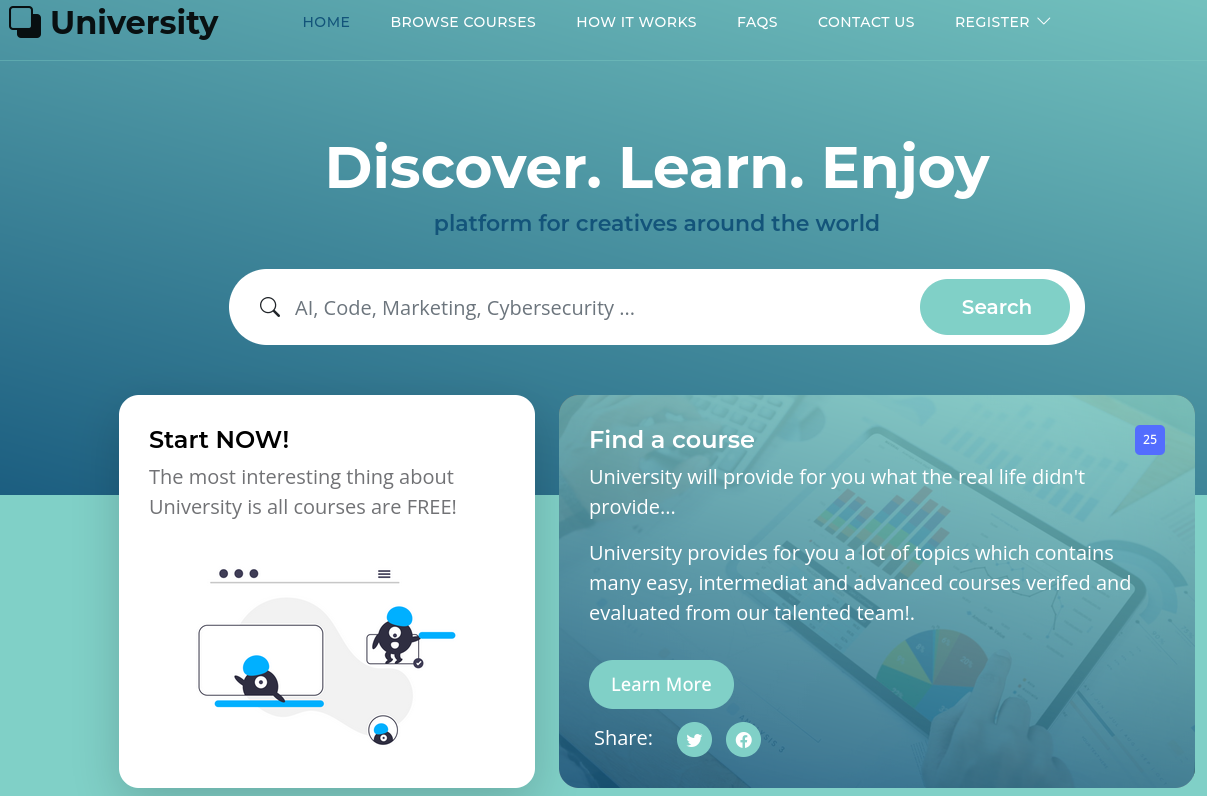 University
HOME BROWSE COURSES HOW IT WORKS FAQS CONTACT US REGISTER
Discover. Learn. Enjoy
platform for creatives around the world
AI, Code, Marketing, Cybersecurity ...
Search
Start NOW!
The most interesting thing about
University is all courses are FREE!
Find a course
25
University will provide for you what the real life didn't
provide...
University provides for you a lot of topics which contains
many easy, intermediat and advanced courses verifed and
evaluated from our talented team!.
Learn More
Share: